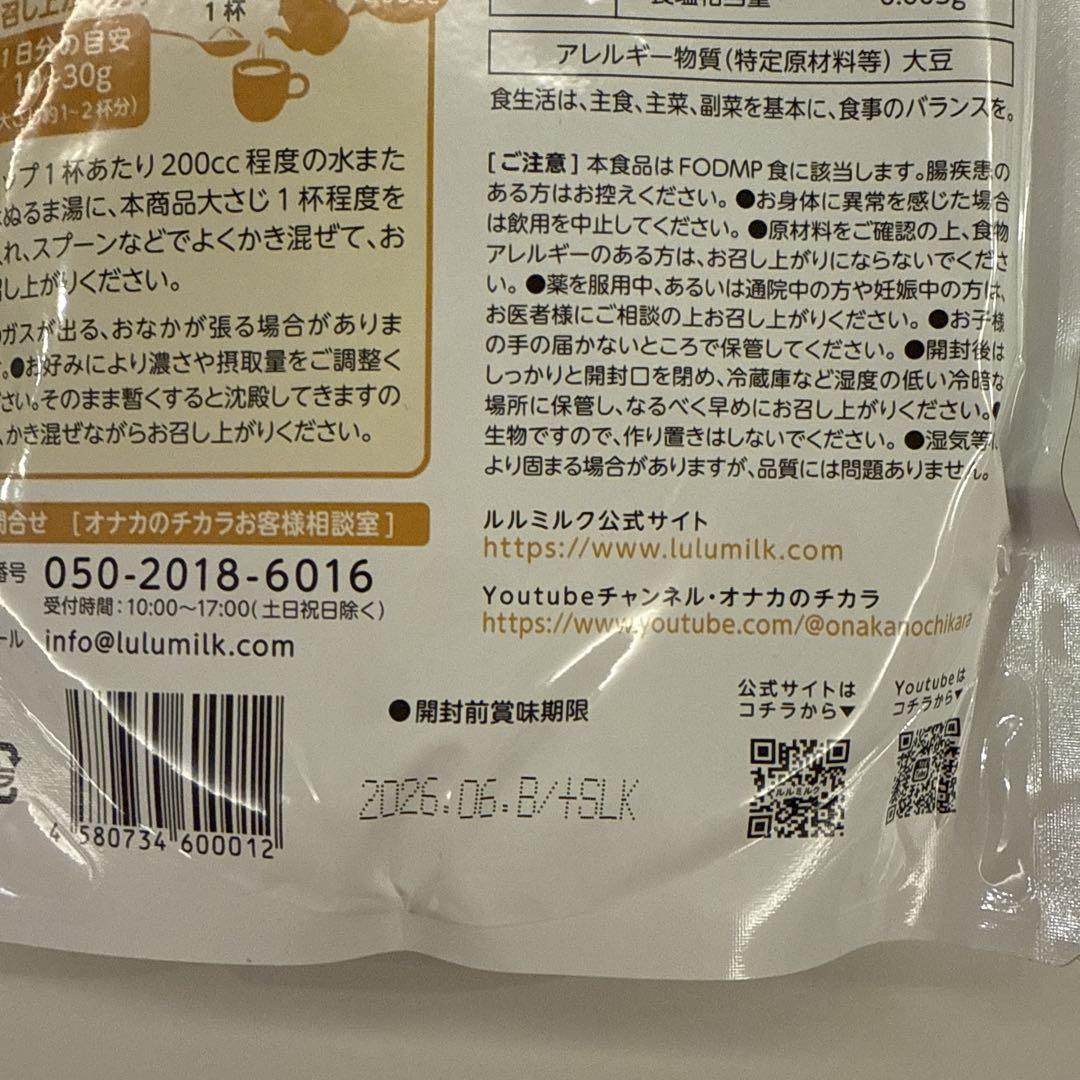 召し上が
1杯
1日分の目安
10~30g
1~2杯分)
食塩相当量
アレルギー物質(特定原材料等) 大豆
食生活は、主食、主菜、副菜を基本に、食事のバランスを。
ップ1杯あたり200cc程度の水また
はぬるま湯に、本商品大さじ1杯程度を
入れ、スプーンなどでよくかき混ぜて、お
召し上がりください。
ガスが出る、おなかが張る場合がありま
す。●お好みにより濃さや摂取量をご調整く
ださい。そのまま暫くすると沈殿してきますの
、かき混ぜながらお召し上がりください。
[ご注意] 本食品はFODMP食に該当します。腸疾患の
ある方はお控えください。●お身体に異常を感じた場合
は飲用を中止してください。●原材料をご確認の上、食物
アレルギーのある方は、お召し上がりにならないでくださ
い。●薬を服用中、あるいは通院中の方や妊娠中の方は、
お医者様にご相談の上お召し上がりください。●お子様
の手の届かないところで保管してください。●開封後は
しっかりと開封口を閉め、冷蔵庫など湿度の低い冷暗な
場所に保管し、なるべく早めにお召し上がりください。●
生物ですので、作り置きはしないでください。●湿気等に
より固まる場合がありますが、品質には問題ありません。
問合せ [オナカのチカラお客様相談室]
番号 050-2018-6016
受付時間:10:00~17:00(土日祝日除く)
ール info@lulumilk.com
ルルミルク公式サイト
https://www.lulumilk.com
Youtubeチャンネル・オナカのチカラ
https://www.youtube.com/@onakanochikara
●開封前賞味期限
2026.06.B/+SLK
公式サイトは
コチラから▼
ルルミルク
Youtubeは
コチラから▼
4 580734 600012